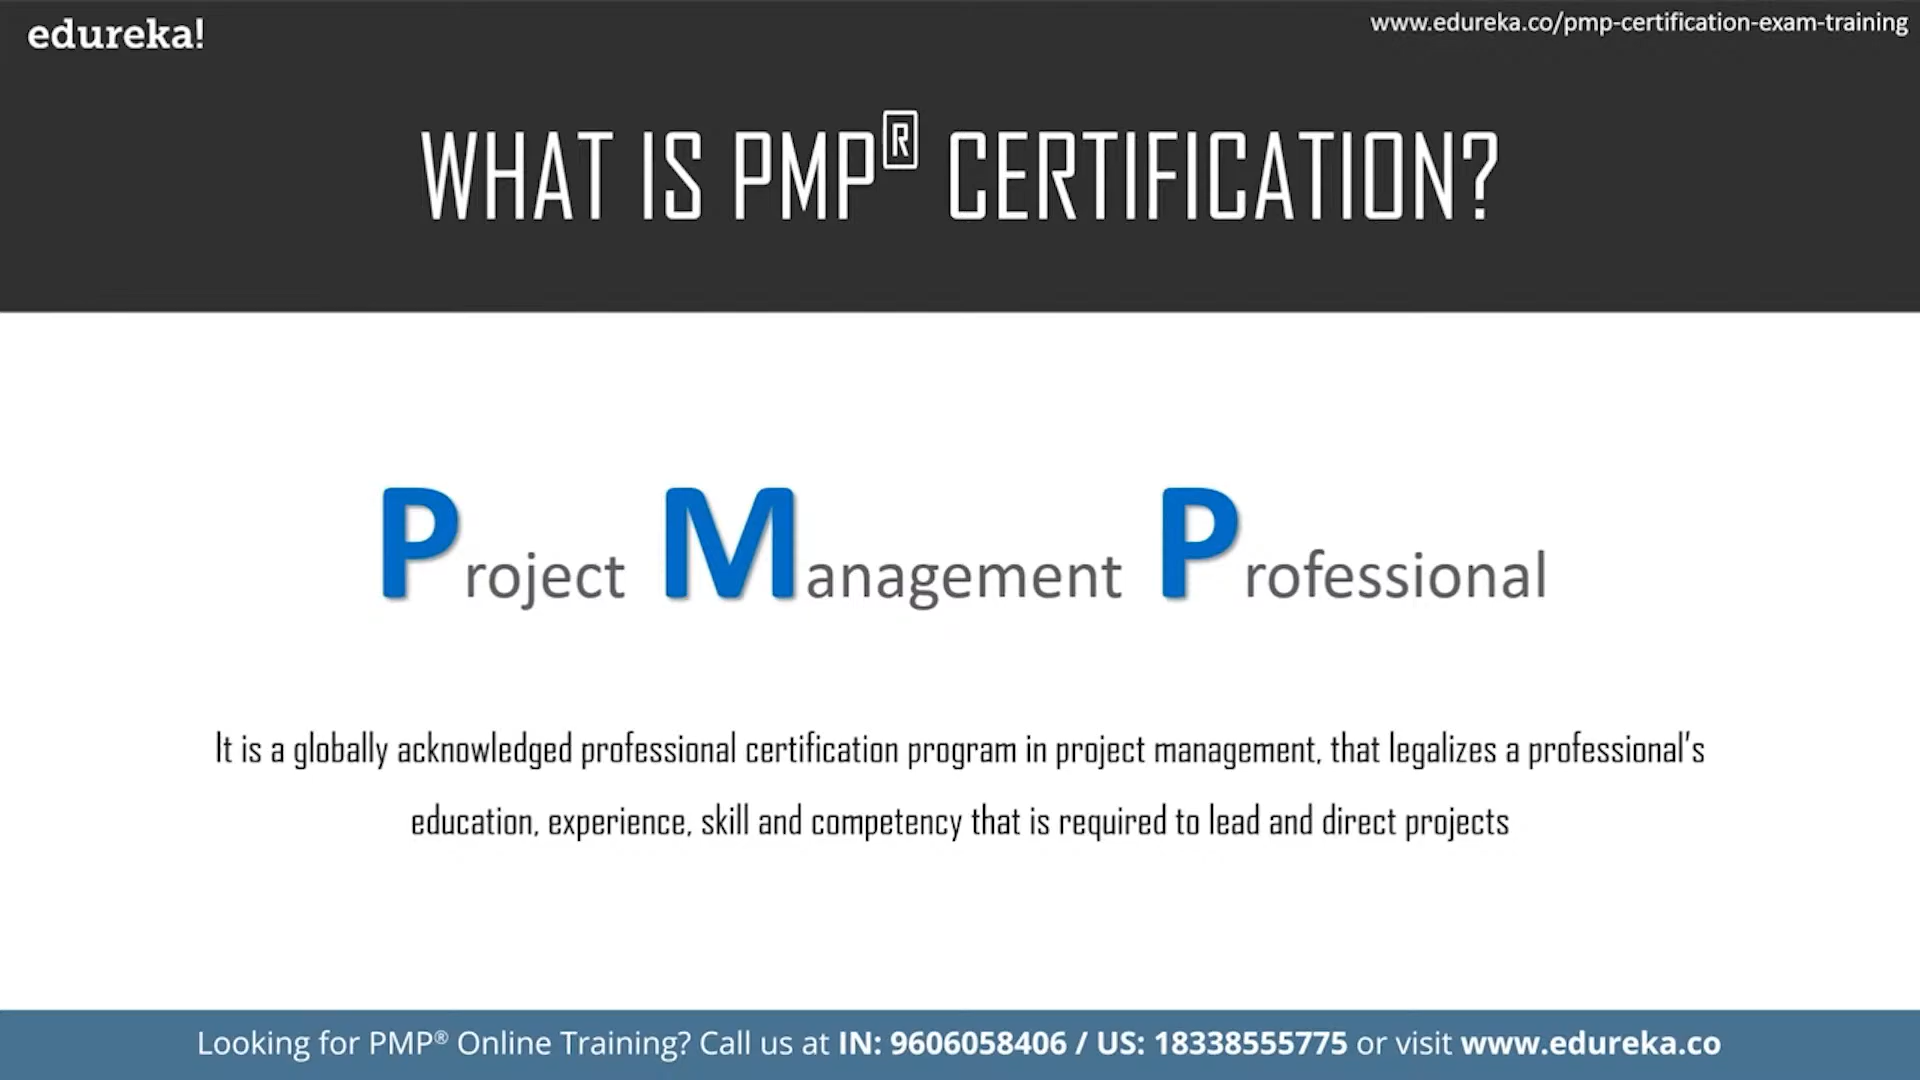 edureka!
www.edureka.co/pmp-certification-exam-training
WHAT IS PMP® CERTIFICATION?
Project Management Professional
It is a globally acknowledged professional certification program in project management, that legalizes a professional's
education, experience, skill and competency that is required to lead and direct projects
Looking for PMP® Online Training? Call us at IN: 9606058406 / US: 18338555775 or visit www.edureka.co